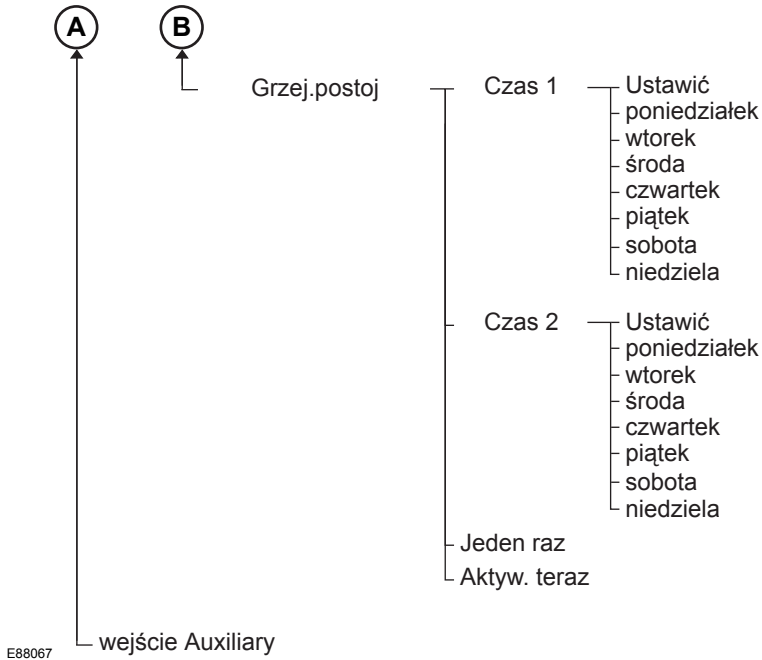 A
B
Grzej.postoj
Czas 1
Ustawić
poniedziałek
wtorek
środa
czwartek
piątek
sobota
niedziela
Czas 2
Ustawić
poniedziałek
wtorek
środa
czwartek
piątek
sobota
niedziela
Jeden raz
Aktyw. teraz
wejście Auxiliary
E88067